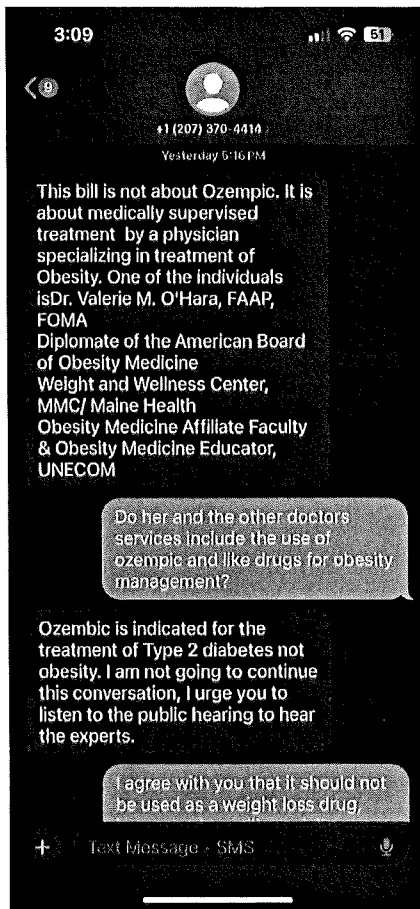 3:09
51
9
+1 (207) 370-4414
Yesterday 5:16 PM
This bill is not about Ozempic. It is
about medically supervised
treatment by a physician
specializing in treatment of
Obesity. One of the individuals
isDr. Valerie M. O'Hara, FAAP,
FOMA
Diplomate of the American Board
of Obesity Medicine
Weight and Wellness Center,
MMC/ Maine Health
Obesity Medicine Affiliate Faculty
& Obesity Medicine Educator,
UNECOM
Do her and the other doctors
services include the use of
ozempic and like drugs for obesity
management?
Ozembic is indicated for the
treatment of Type 2 diabetes not
obesity. I am not going to continue
this conversation, I urge you to
listen to the public hearing to hear
the experts.
I agree with you that it should not
be used as a weight loss drug,
+ Text Message - SMS